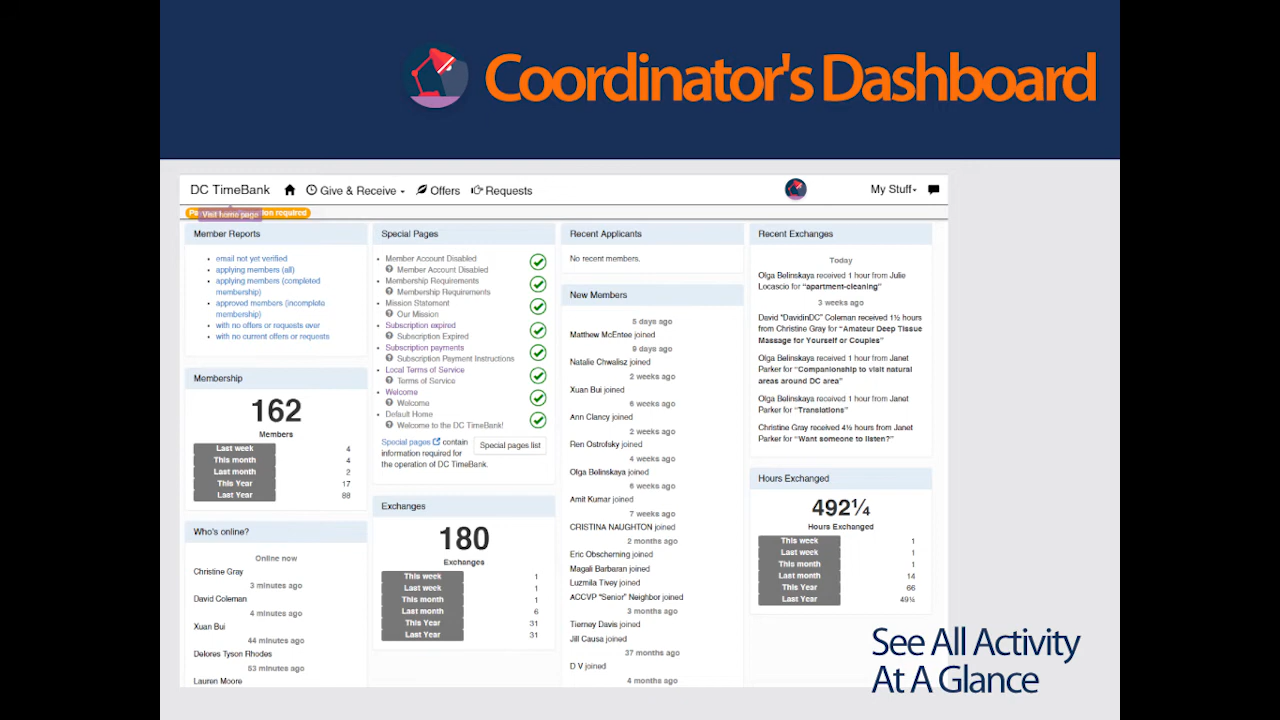 Coordinator's Dashboard
DC TimeBank
Give & Receive
Offers
Requests
My Stuff
Visit home page
ion required
Member Reports
email not yet verified
applying members (all)
applying members (completed
membership)
approved members (incomplete
membership)
with no offers or requests ever
with no current offers or requests
Membership
162
Members
Last week 4
This month 4
Last month 2
This Year 17
Last Year 88
Who's online?
Online now
Christine Gray
3 minutes ago
David Coleman
4 minutes ago
Xuan Bui
44 minutes ago
Delores Tyson Rhodes
53 minutes ago
Lauren Moore
Special Pages
Member Account Disabled
Member Account Disabled
Membership Requirements
Membership Requirements
Mission Statement
Our Mission
Subscription expired
Subscription Expired
Subscription payments
Subscription Payment Instructions
Local Terms of Service
Terms of Service
Welcome
Welcome
Default Home
Welcome to the DC TimeBank!
Special pages contain
information required for
the operation of DC TimeBank.
Special pages list
Exchanges
180
Exchanges
This week 1
Last week 1
This month 1
Last month 6
This Year 31
Last Year 31
Recent Applicants
No recent members.
New Members
5 days ago
Matthew McEntee joined
9 days ago
Natalie Chwalisz joined
2 weeks ago
Xuan Bui joined
6 weeks ago
Ann Clancy joined
2 weeks ago
Ren Ostrofsky joined
4 weeks ago
Olga Belinskaya joined
6 weeks ago
Amit Kumar joined
7 weeks ago
CRISTINA NAUGHTON joined
2 months ago
Eric Obscherning joined
Magali Barbaran joined
Luzmila Tivey joined
ACCVP "Senior" Neighbor joined
3 months ago
Tierney Davis joined
Jill Causa joined
37 months ago
D V joined
4 months ago
Recent Exchanges
Today
Olga Belinskaya received 1 hour from Julie
Locascio for "apartment-cleaning"
3 weeks ago
David "DavidinDC" Coleman received 1½ hours
from Christine Gray for "Amateur Deep Tissue
Massage for Yourself or Couples"
Olga Belinskaya received 1 hour from Janet
Parker for "Companionship to visit natural
areas around DC area"
Olga Belinskaya received 1 hour from Janet
Parker for "Translations"
Christine Gray received 4½ hours from Janet
Parker for "Want someone to listen?"
Hours Exchanged
492¼
Hours Exchanged
This week 1
Last week 1
This month 1
Last month 14
This Year 66
Last Year 49½
See All Activity
At A Glance